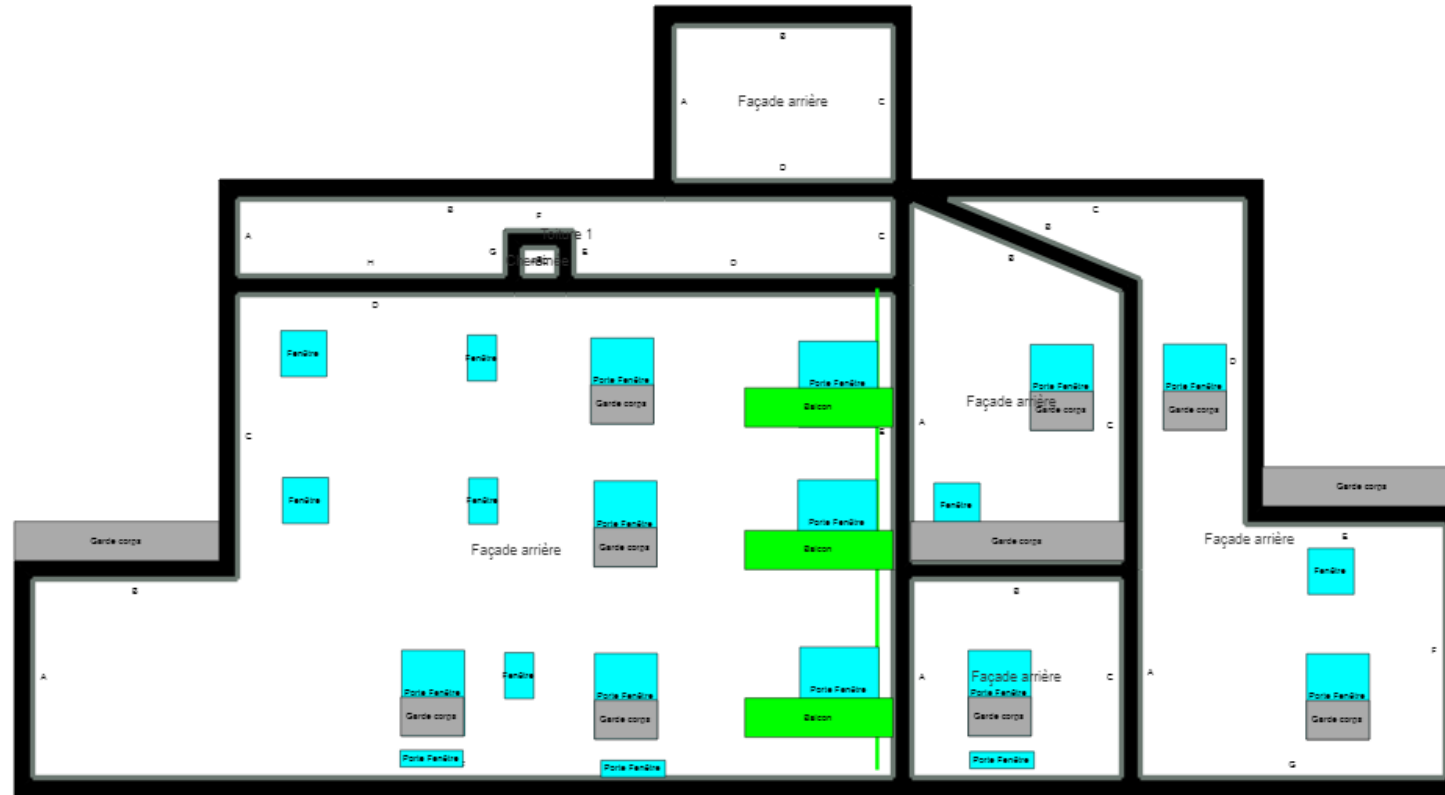 B
A
Façade arrière
C
D
B
F
C
A
Toiture 1
C
B
G
E
B
H
D
D
Fenêtre
Fenêtre
Porte Fenêtre
Porte Fenêtre
Porte Fenêtre
Porte Fenêtre
D
Garde corps
Balcon
Façade arrière
Garde corps
Garde corps
C
A
C
Garde corps
Fenêtre
Fenêtre
Porte Fenêtre
Porte Fenêtre
Fenêtre
Garde corps
Garde corps
Balcon
Façade arrière
Garde corps
Façade arrière
E
Fenêtre
B
B
A
Porte Fenêtre
Fenêtre
Porte Fenêtre
Porte Fenêtre
A
Façade arrière
C
Porte Fenêtre
A
Porte Fenêtre
F
Garde corps
Garde corps
Balcon
Garde corps
Garde corps
Porte Fenêtre
Porte Fenêtre
Porte Fenêtre
G